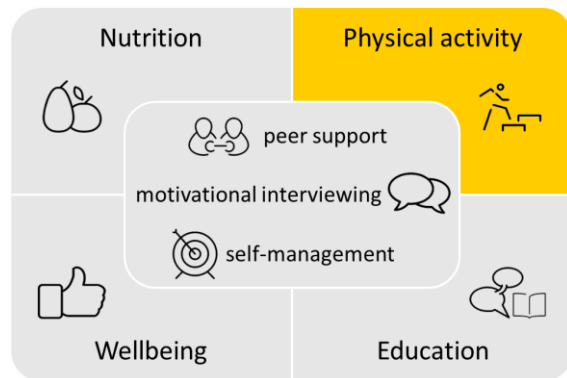 Nutrition
Physical activity
peer support
motivational interviewing
self-management
Wellbeing
Education